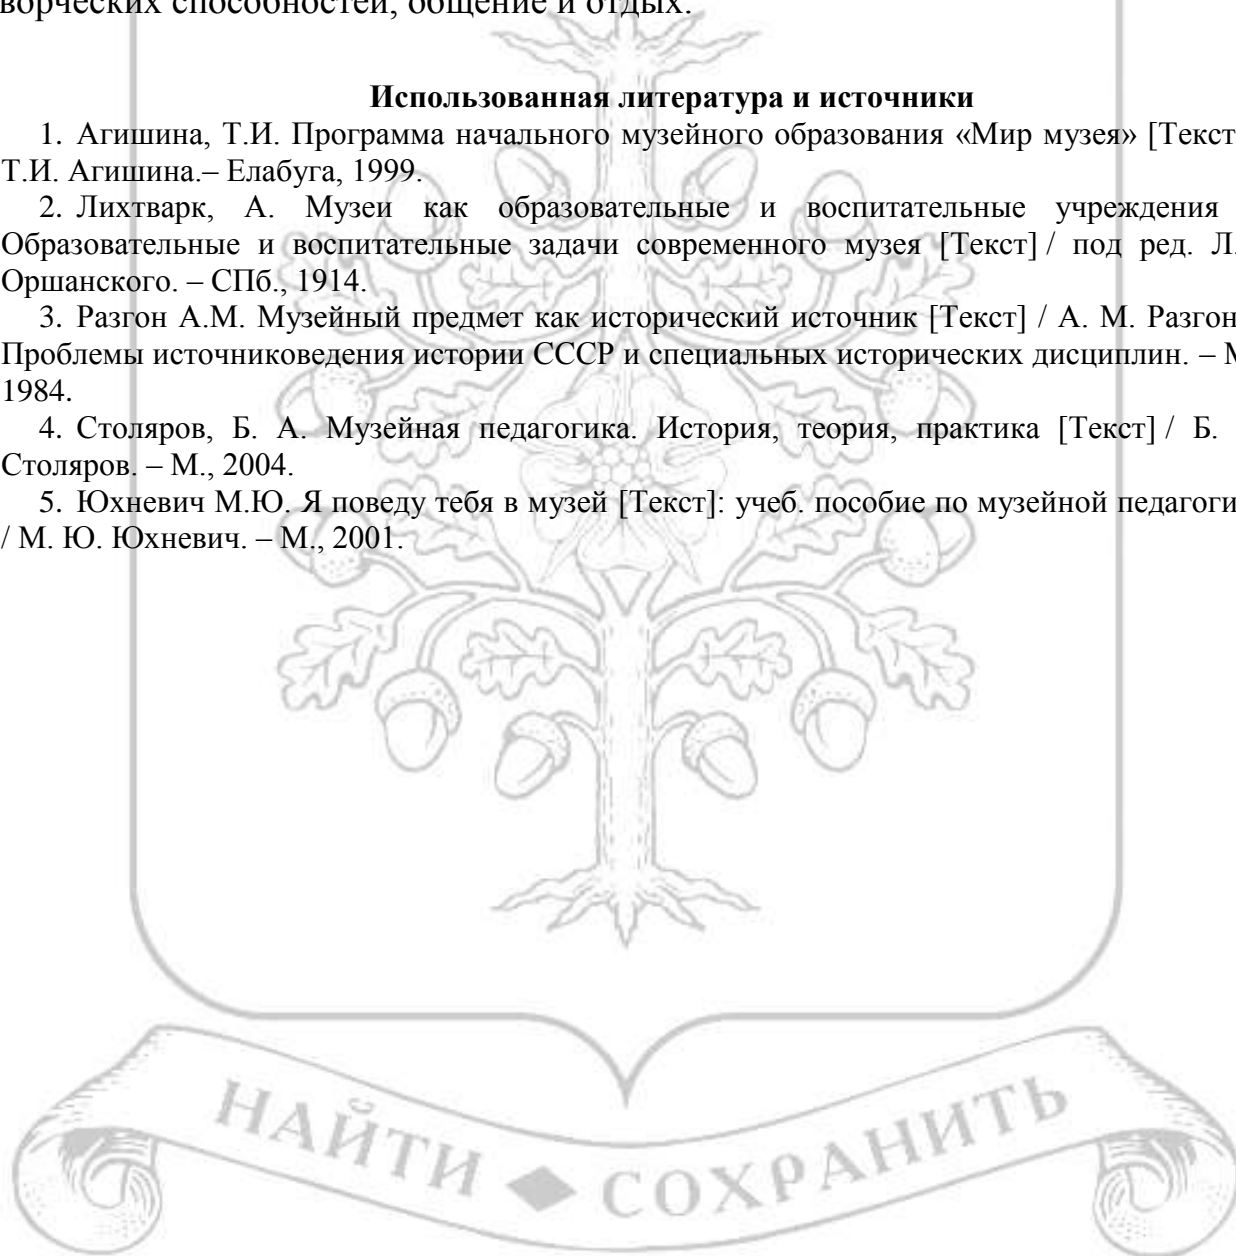 ворческих способностей, общение и отдых.
Использованная литература и источники
1. Агишина, Т.И. Программа начального музейного образования «Мир музея» [Текст
Т.И. Агишина.– Елабуга, 1999.
2. Лихтварк, А. Музеи как образовательные и воспитательные учреждения
Образовательные и воспитательные задачи современного музея [Текст] / под ред. Л.
Оршанского. – СПб., 1914.
3. Разгон А.М. Музейный предмет как исторический источник [Текст] / А. М. Разгон
Проблемы источниковедения истории СССР и специальных исторических дисциплин. – М
1984.
4. Столяров, Б. А. Музейная педагогика. История, теория, практика [Текст] / Б.
Столяров. – М., 2004.
5. Юхневич М.Ю. Я поведу тебя в музей [Текст]: учеб. пособие по музейной педагоги
/ М. Ю. Юхневич. – М., 2001.
НАЙТИ ◆ СОХРАНИТЬ